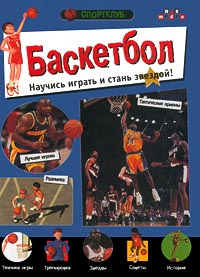 СПОРТКЛУБ
Баскетбол
Научись играть и стань звездой!
Тактические приемы
Лучшие игроки
Разминка
Техника игры
Тренировка
Звезды
Советы
История